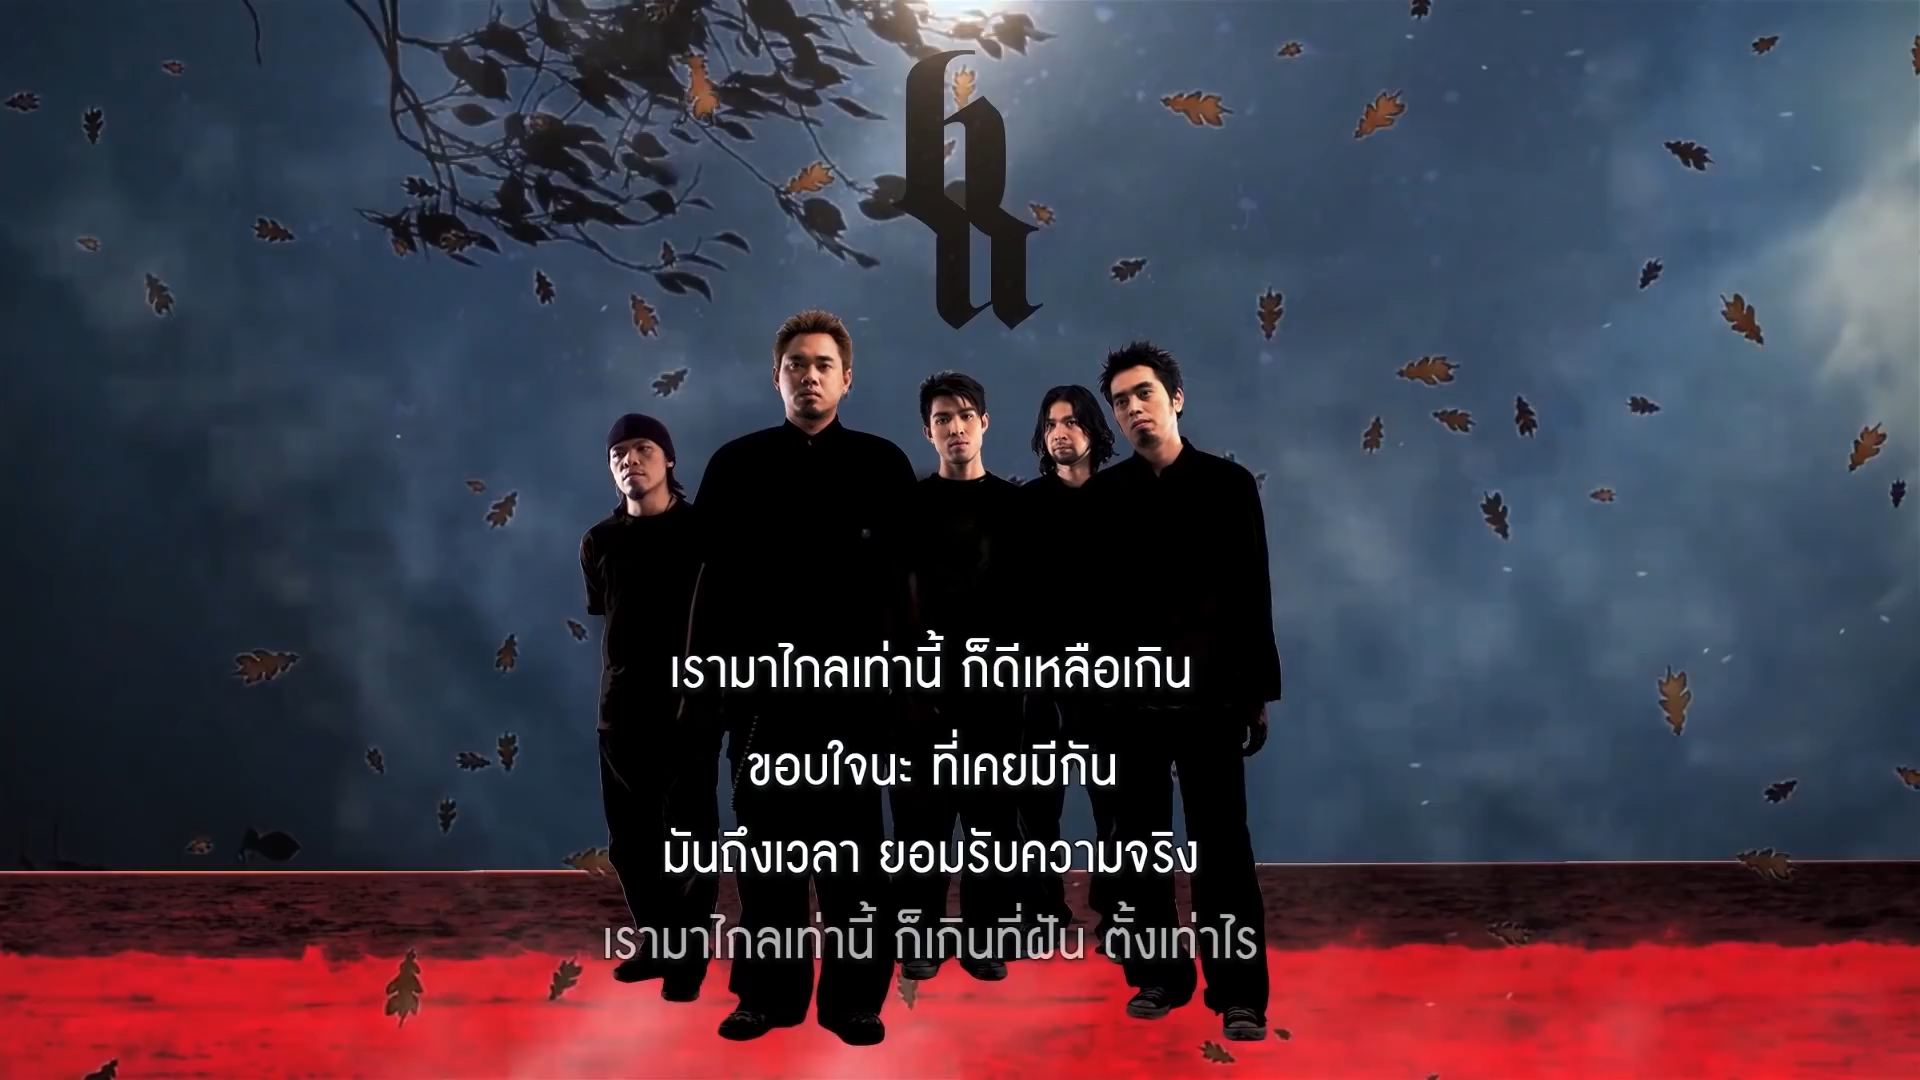 เรามาไกลเท่านี้ ก็ดีเหลือเกิน
ขอบใจนะ ที่เคยมีกัน
มันถึงเวลา ยอมรับความจริง
เรามาไกลเท่านี้ ก็เกินที่ฝัน ตั้งเท่าไร